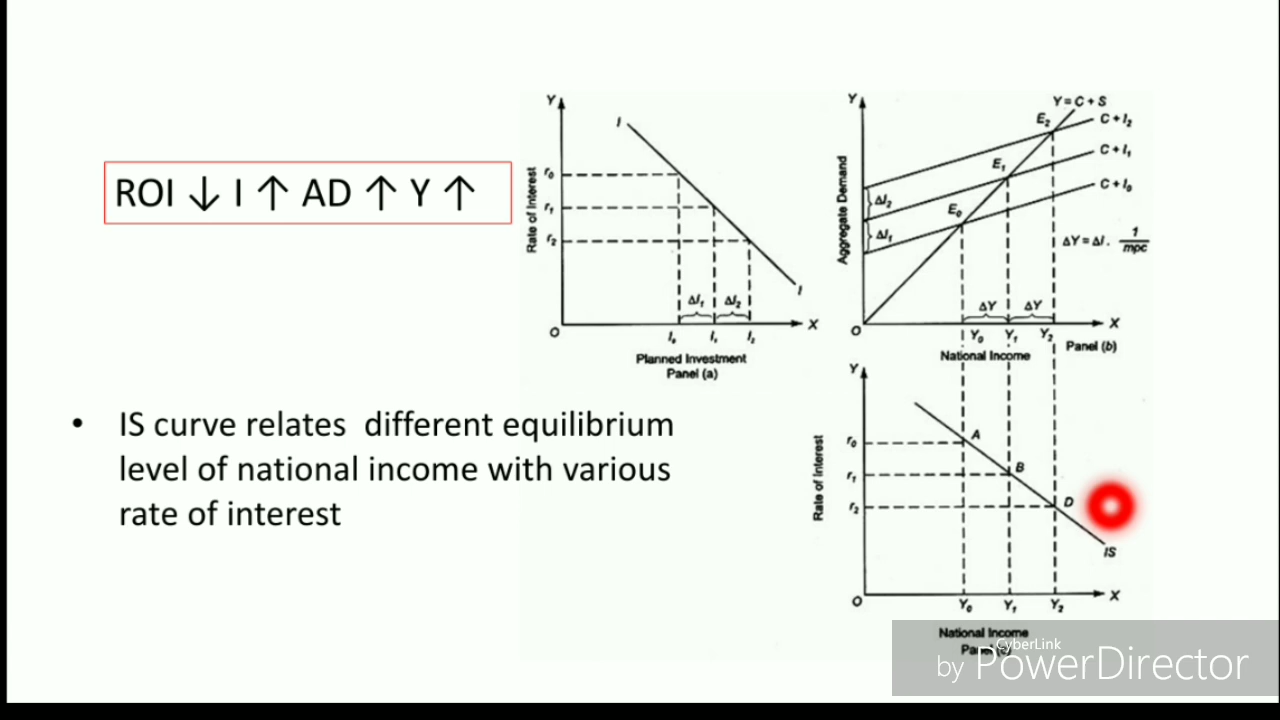 ROI ↓ I ↑ AD ↑ Y ↑
Y
I
Rate of Interest
r₀
r₁
r₂
I
ΔI₁ ΔI₂
O
X
I₀ I₁ I₂
Planned Investment
Panel (a)
Y
Y=C+S
E₂
C+I₂
E₁
C+I₁
E₀
C+I₀
Aggregate Demand
ΔI₂
ΔI₁
ΔY=ΔI. 1/mpc
ΔY ΔY
O
X
Y₀ Y₁ Y₂
Panel (b)
National Income
Y
Rate of Interest
r₀
A
r₁
B
r₂
D
IS
O
X
Y₀ Y₁ Y₂
National Income
• IS curve relates different equilibrium
level of national income with various
rate of interest
CyberLink
by PowerDirector